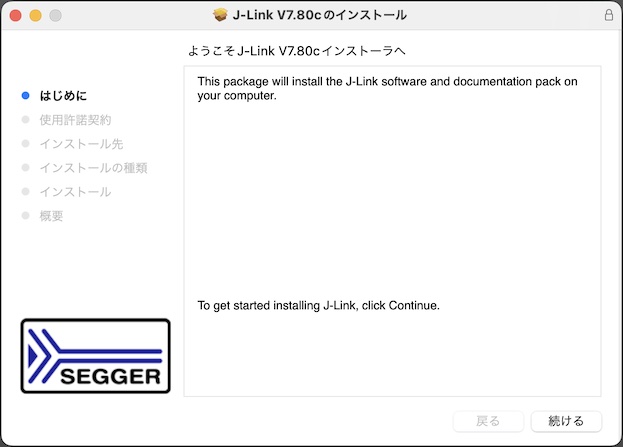 J-Link V7.80cのインストール
ようこそJ-Link V7.80cインストーラへ
はじめに
使用許諾契約
インストール先
インストールの種類
インストール
概要
This package will install the J-Link software and documentation pack on
your computer.
To get started installing J-Link, click Continue.
SEGGER
戻る
続ける